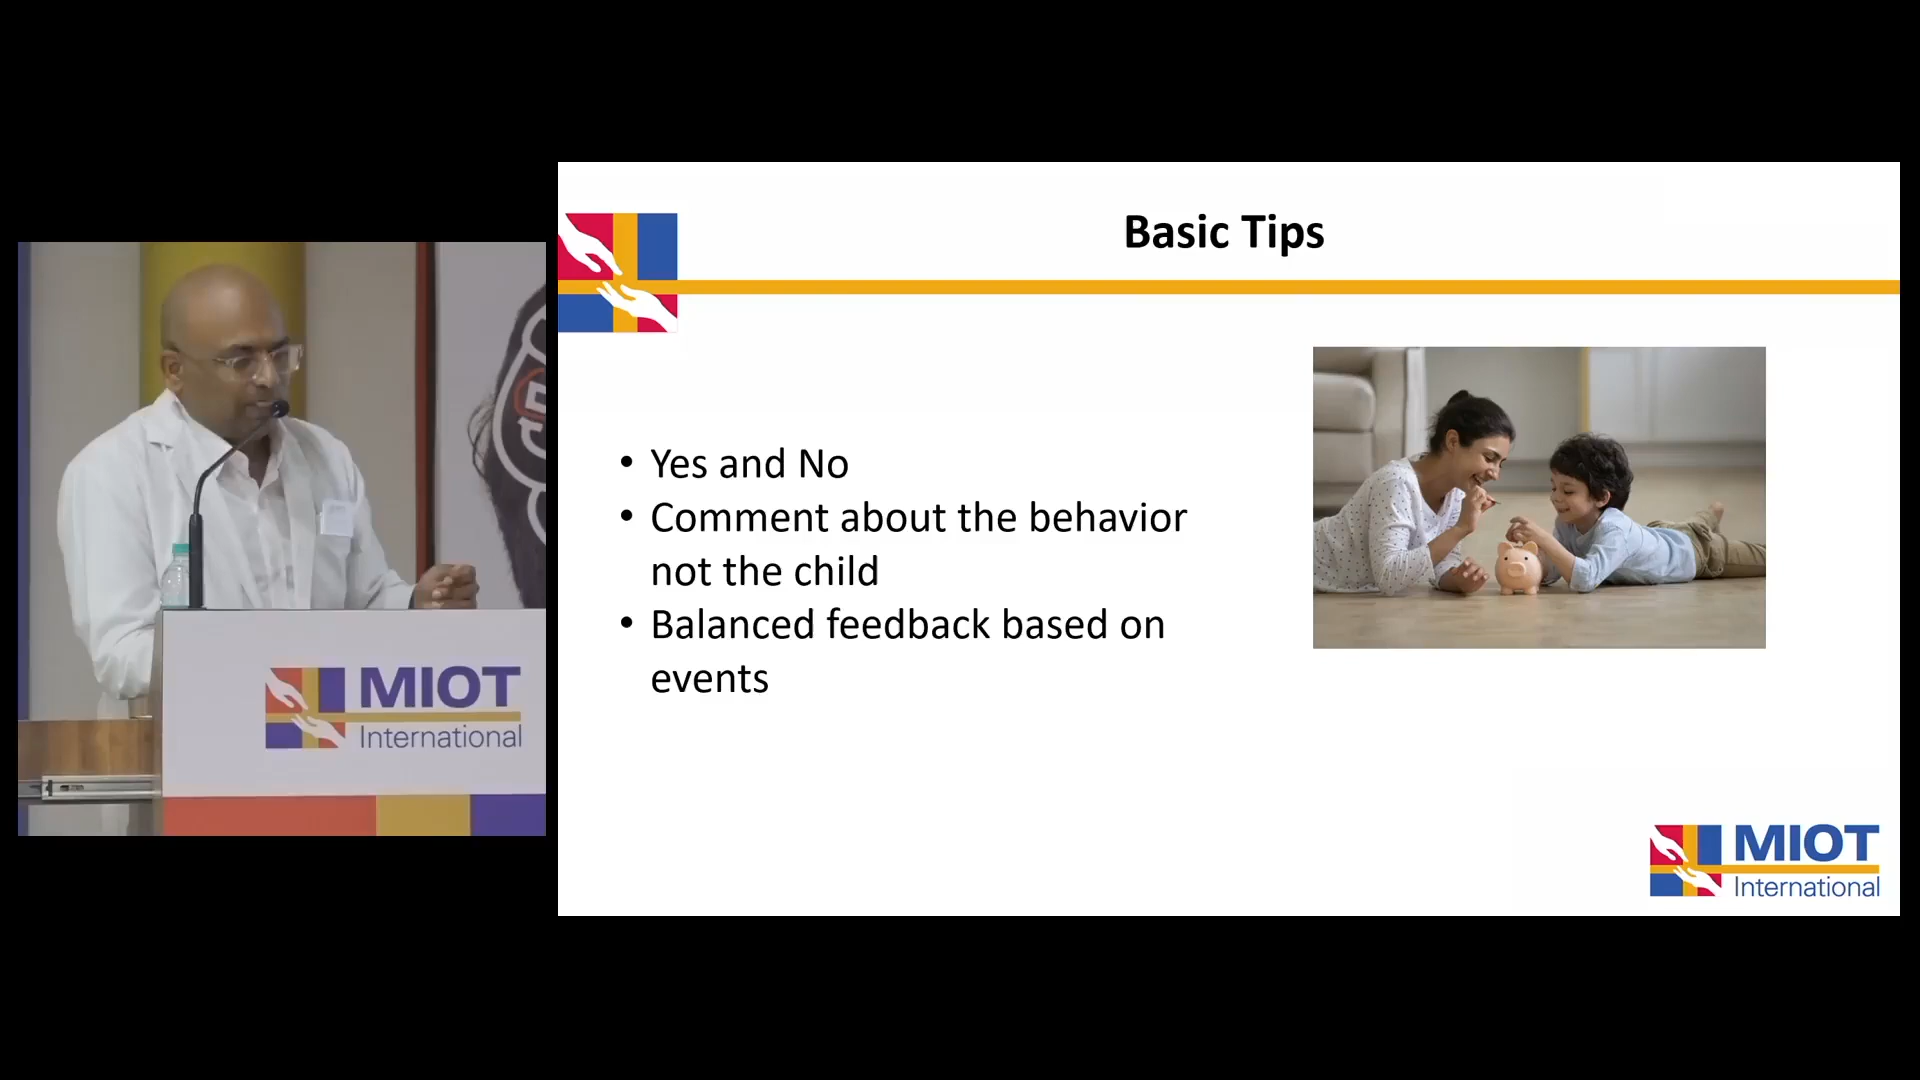 Basic Tips
• Yes and No
• Comment about the behavior
not the child
• Balanced feedback based on
events
MIOT
International
MIOT
International